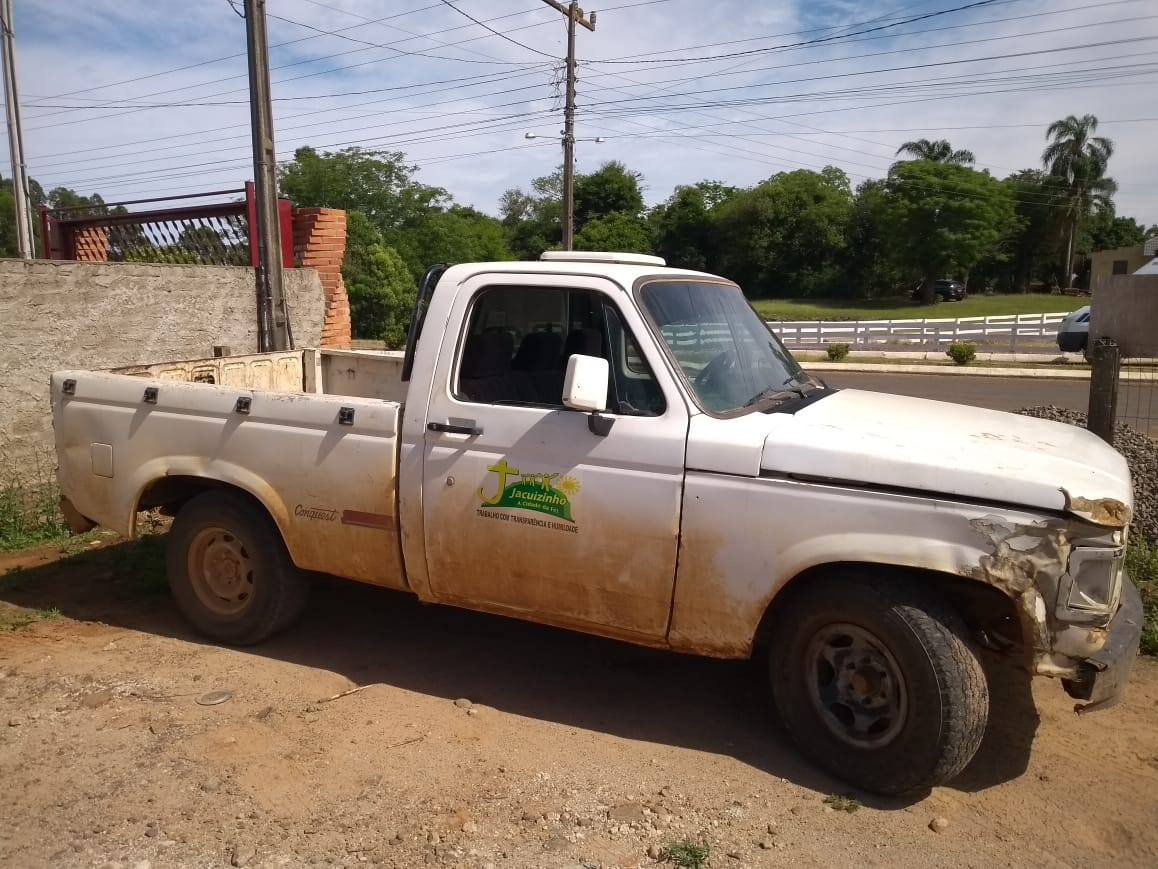 Jacuizinho
A Cidade da Fé!
TRABALHO COM TRANSPARÊNCIA E HUMILDADE
Conquest